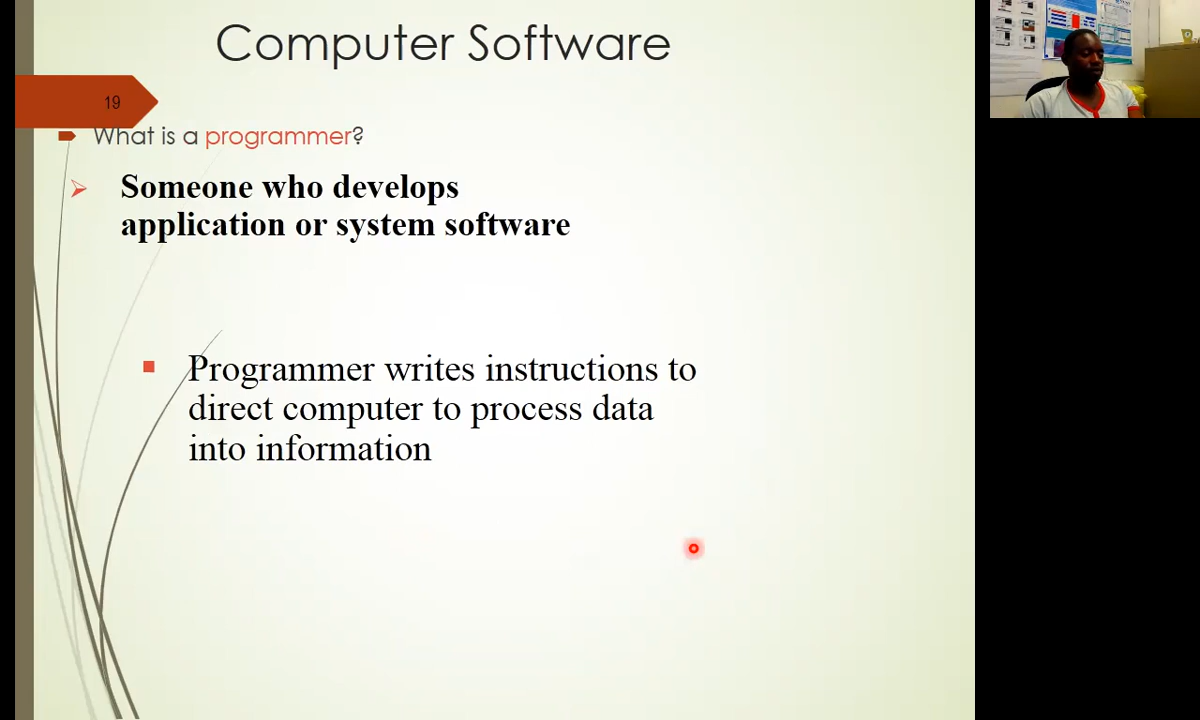 Computer Software
19
What is a programmer?
Someone who develops
application or system software
Programmer writes instructions to
direct computer to process data
into information